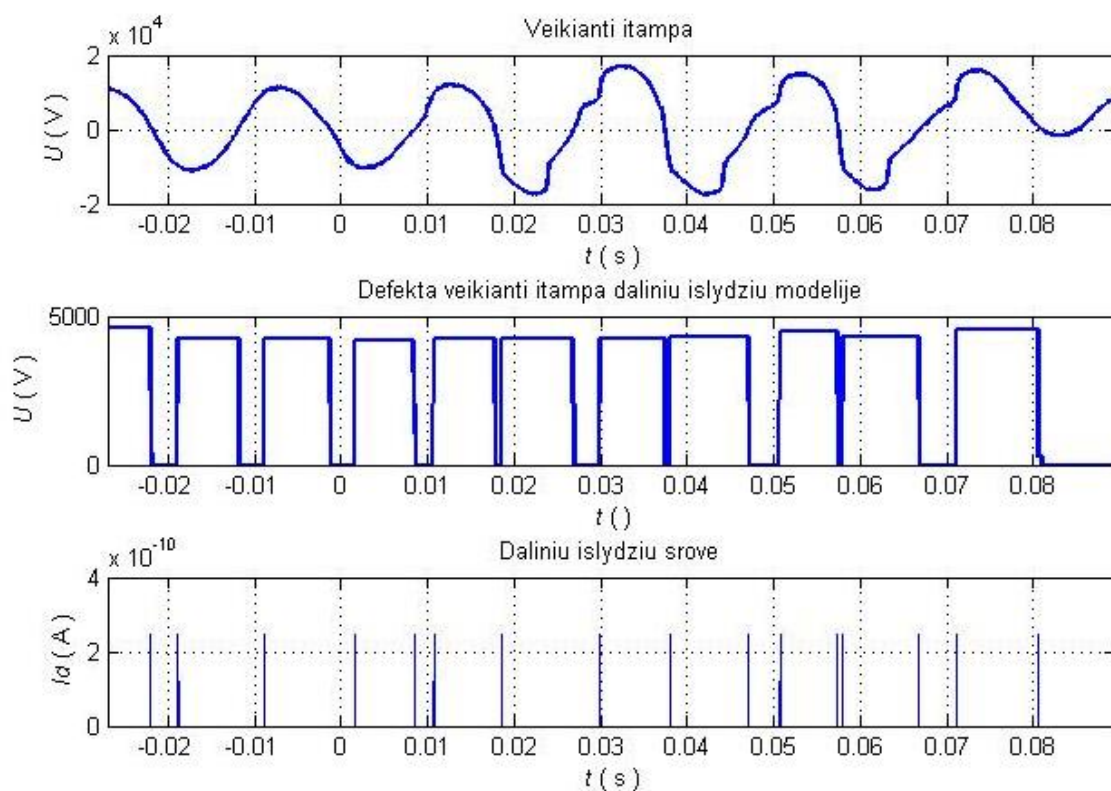 Veikianti itampa
x 10^4
U ( V )
2
0
-2
-0.02 -0.01 0 0.01 0.02 0.03 0.04 0.05 0.06 0.07 0.08
t ( s )
Defekta veikianti itampa daliniu islydziu modelije
U ( V )
5000
0
-0.02 -0.01 0 0.01 0.02 0.03 0.04 0.05 0.06 0.07 0.08
t ( )
Daliniu islydziu srove
x 10^-10
Id ( A )
4
2
0
-0.02 -0.01 0 0.01 0.02 0.03 0.04 0.05 0.06 0.07 0.08
t ( s )